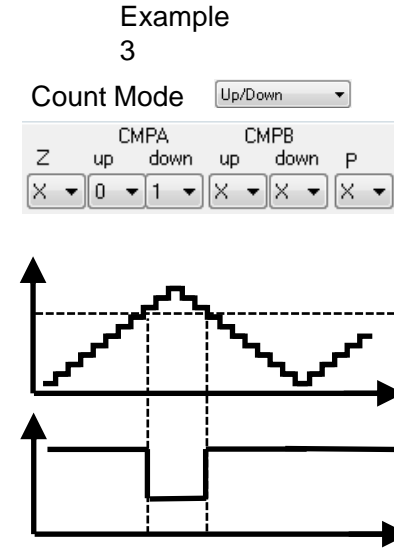 Example
3
Count Mode Up/Down
CMPA CMPB
Z up down up down P
X 0 1 X X X